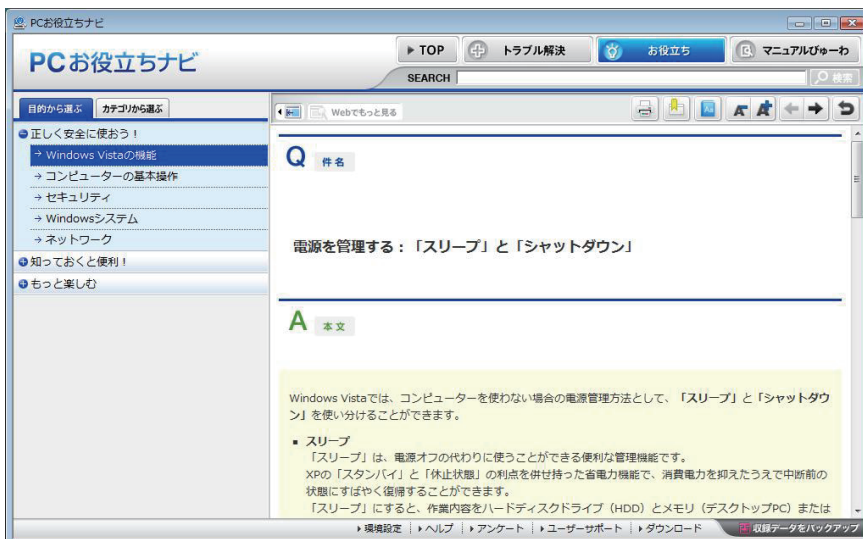 PCお役立ちナビ
PCお役立ちナビ
TOP
トラブル解決
お役立ち
マニュアルびゅーわ
SEARCH
検索
目的から選ぶ
カテゴリから選ぶ
Webでもっと見る
正しく安全に使おう！
→ Windows Vistaの機能
→ コンピューターの基本操作
→ セキュリティ
→ Windowsシステム
→ ネットワーク
知っておくと便利！
もっと楽しむ
Q 件名
電源を管理する：「スリープ」と「シャットダウン」
A 本文
Windows Vistaでは、コンピューターを使わない場合の電源管理方法として、「スリープ」と「シャットダウ
ン」を使い分けることができます。
■ スリープ
「スリープ」は、電源オフの代わりに使うことができる便利な管理機能です。
XPの「スタンバイ」と「休止状態」の利点を併せ持った省電力機能で、消費電力を抑えたうえで中断前の
状態にすばやく復帰することができます。
「スリープ」にすると、作業内容をハードディスクドライブ（HDD）とメモリ（デスクトップPC）または
環境設定
ヘルプ
アンケート
ユーザーサポート
ダウンロード
収録データをバックアップ